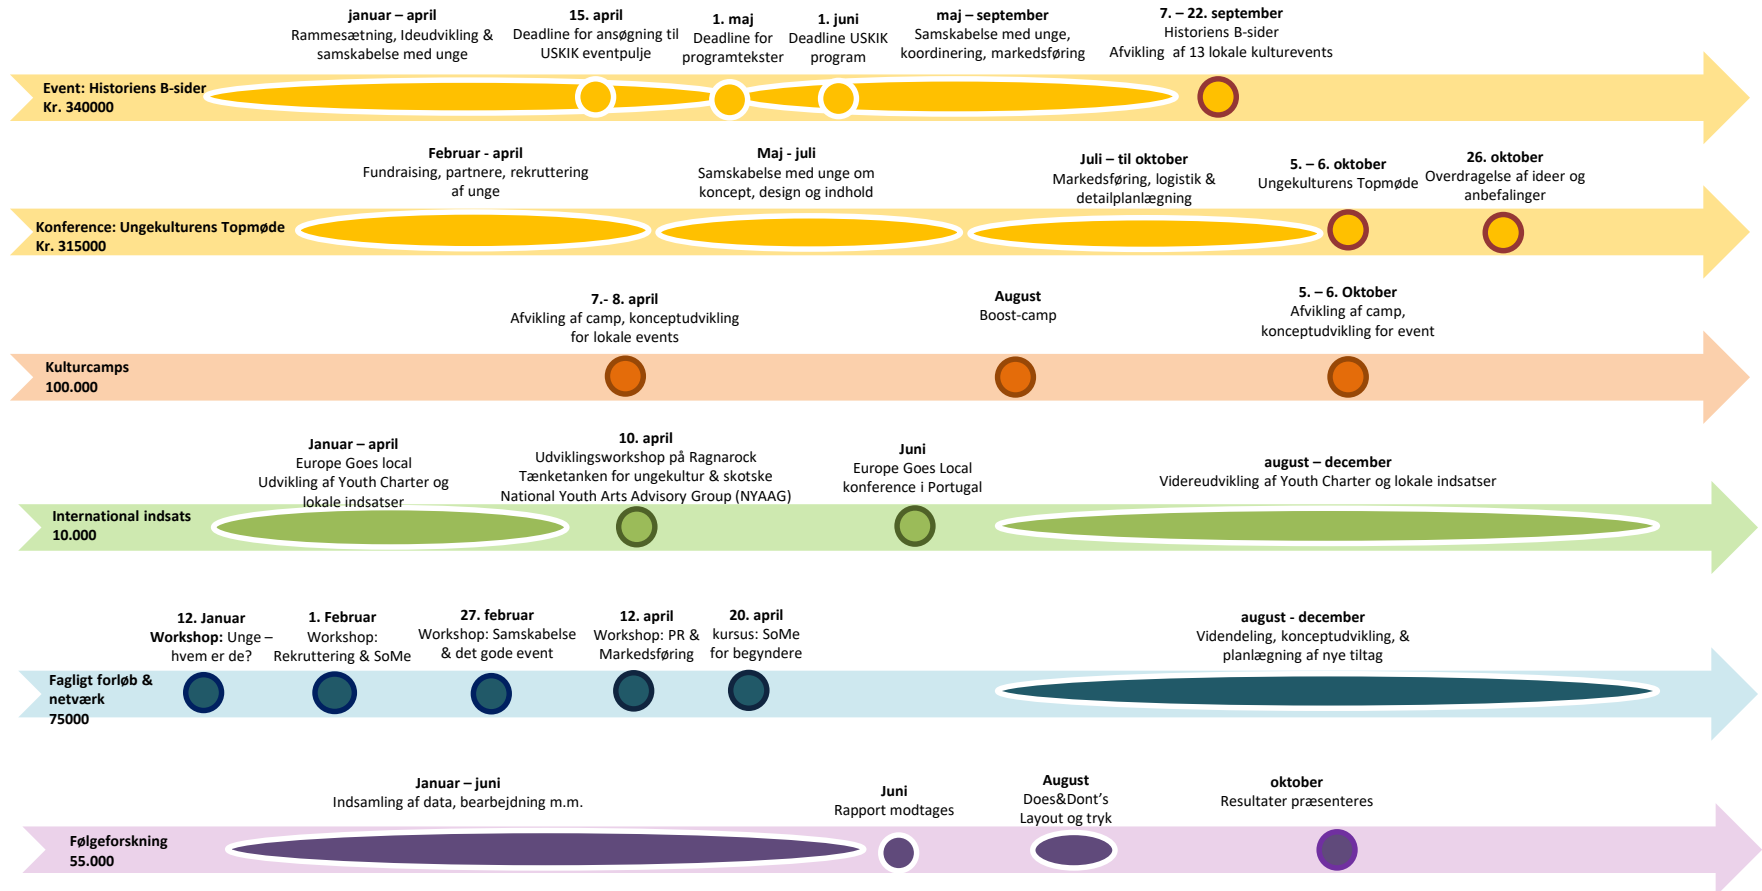 januar – april
Rammesætning, Ideudvikling &
samskabelse med unge
15. april
Deadline for ansøgning til
USKIK eventpulje
1. maj
Deadline for
programtekster
1. juni
Deadline USKIK
program
maj – september
Samskabelse med unge,
koordinering, markedsføring
7. – 22. september
Historiens B-sider
Afvikling  af 13 lokale kulturevents
Event: Historiens B-sider
Kr. 340000
Februar - april
Fundraising, partnere, rekruttering
af unge
Maj - juli
Samskabelse med unge om
koncept, design og indhold
Juli – til oktober
Markedsføring, logistik &
detailplanlægning
5. – 6. oktober
Ungekulturens Topmøde
26. oktober
Overdragelse af ideer og
anbefalinger
Konference: Ungekulturens Topmøde
Kr. 315000
7.- 8. april
Afvikling af camp, konceptudvikling
for lokale events
August
Boost-camp
5. – 6. Oktober
Afvikling af camp,
konceptudvikling for event
Kulturcamps
100.000
Januar – april
Europe Goes local
Udvikling af Youth Charter og
lokale indsatser
10. april
Udviklingsworkshop på Ragnarock
Tænketanken for ungekultur & skotske
National Youth Arts Advisory Group (NYAAG)
Juni
Europe Goes Local
konference i Portugal
august – december
Videreudvikling af Youth Charter og lokale indsatser
International indsats
10.000
12. Januar
Workshop: Unge –
hvem er de?
1. Februar
Workshop:
Rekruttering & SoMe
27. februar
Workshop: Samskabelse
& det gode event
12. april
Workshop: PR &
Markedsføring
20. april
kursus: SoMe
for begyndere
august - december
Videndeling, konceptudvikling, &
planlægning af nye tiltag
Fagligt forløb &
netværk
75000
Januar – juni
Indsamling af data, bearbejdning m.m.
Juni
Rapport modtages
August
Does&Dont's
Layout og tryk
oktober
Resultater præsenteres
Følgeforskning
55.000